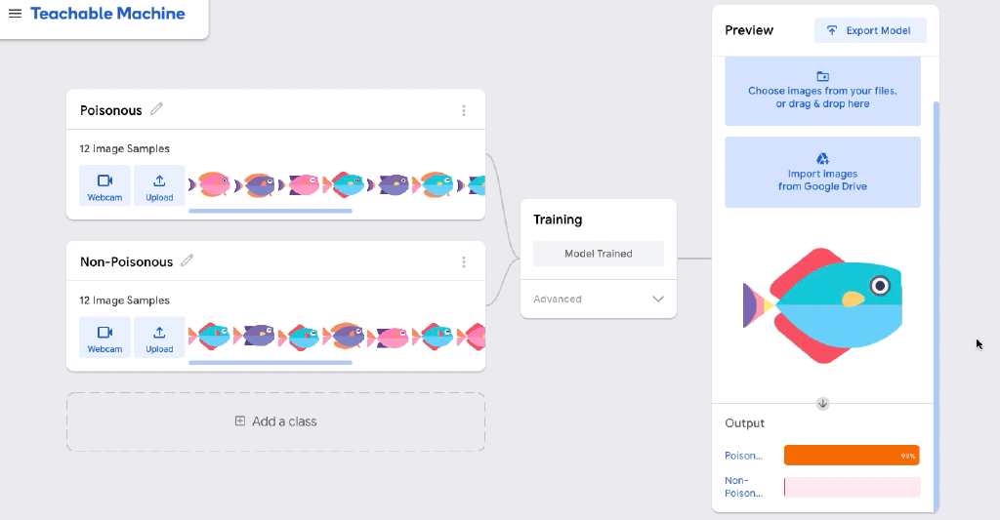 Teachable Machine
Poisonous
12 Image Samples
Webcam
Upload
Non-Poisonous
12 Image Samples
Webcam
Upload
Add a class
Training
Model Trained
Advanced
Preview
Export Model
Choose images from your files,
or drag & drop here
Import images
from Google Drive
Output
Poison...
99%
Non-
Poison...